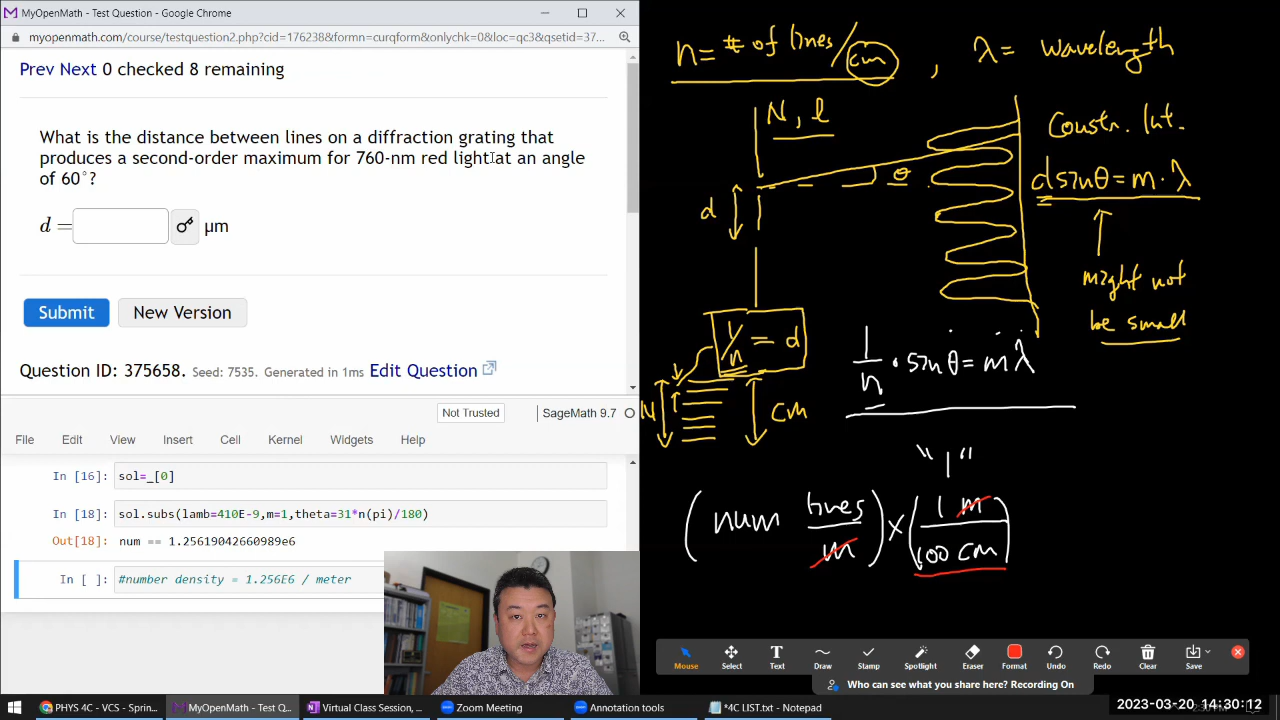 MyOpenMath - Test Question - Google Chrome
myopenmath.com/course/testquestion2.php?cid=176238&formn=curqform&onlychk=0&loc=qc3&qsetid=37...
Prev Next 0 checked 8 remaining
What is the distance between lines on a diffraction grating that
produces a second-order maximum for 760-nm red light at an angle
of 60°?
d = μm
Submit
New Version
Question ID: 375658. Seed: 7535. Generated in 1ms Edit Question
Not Trusted
SageMath 9.7
File Edit View Insert Cell Kernel Widgets Help
In [16] sol=_[0]
In [18] sol.subs(lamb=410E-9,m=1,theta=31*n(pi)/180)
Out[18] num == 1.25619042660989e6
In [ ] #number density = 1.256E6 / meter
n = # of lines/cm , λ = wavelength
N, l
Constr. Int.
θ
d sinθ = m·λ
d
might not
be small
1/n = d
1/n · sinθ = mλ
N
cm
"1"
(num lines/m) × (1 m/100 cm)
Mouse Select Text Draw Stamp Spotlight Eraser Format Undo Redo Clear Save
Who can see what you share here? Recording On
PHYS 4C - VCS - Sprin...
MyOpenMath - Test Q...
Virtual Class Session, ...
Zoom Meeting
Annotation tools
*4C LIST.txt - Notepad
2023-03-20 14:30:12